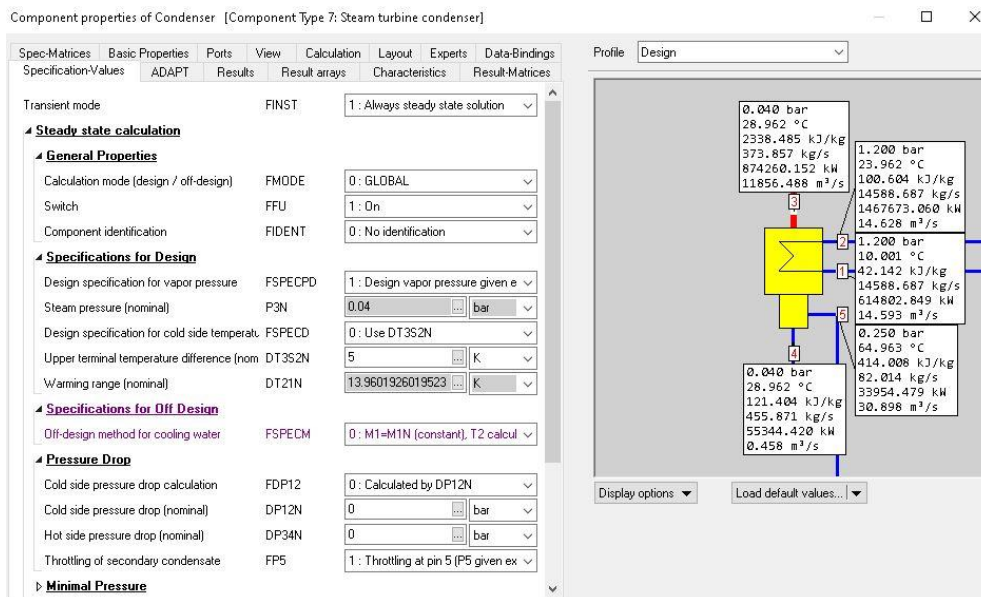 Component properties of Condenser [Component Type 7: Steam turbine condenser]
Spec-Matrices Basic Properties Ports View Calculation Layout Experts Data-Bindings
Specification-Values ADAPT Results Result arrays Characteristics Result-Matrices
Transient mode FINST 1 : Always steady state solution
Steady state calculation
General Properties
Calculation mode (design / off-design) FMODE 0 : GLOBAL
Switch FFU 1 : On
Component identification FIDENT 0 : No identification
Specifications for Design
Design specification for vapor pressure FSPECPD 1 : Design vapor pressure given e
Steam pressure (nominal) P3N 0.04 ... bar
Design specification for cold side temperatu FSPECD 0 : Use DT3S2N
Upper terminal temperature difference (nom DT3S2N 5 ... K
Warming range (nominal) DT21N 13.9601926019523 ... K
Specifications for Off Design
Off-design method for cooling water FSPECM 0 : M1=M1N (constant), T2 calcul
Pressure Drop
Cold side pressure drop calculation FDP12 0 : Calculated by DP12N
Cold side pressure drop (nominal) DP12N 0 ... bar
Hot side pressure drop (nominal) DP34N 0 ... bar
Throttling of secondary condensate FP5 1 : Throttling at pin 5 (P5 given ex
Minimal Pressure
Profile Design
0.040 bar
28.962 °C
2338.485 kJ/kg
373.857 kg/s
874260.152 kW
11856.488 m³/s
3
1.200 bar
23.962 °C
100.604 kJ/kg
14588.687 kg/s
1467673.060 kW
14.628 m³/s
2
1.200 bar
10.001 °C
42.142 kJ/kg
14588.687 kg/s
614802.849 kW
14.593 m³/s
1
5
0.250 bar
64.963 °C
414.008 kJ/kg
82.014 kg/s
33954.479 kW
30.898 m³/s
4
0.040 bar
28.962 °C
121.404 kJ/kg
455.871 kg/s
55344.420 kW
0.458 m³/s
Display options Load default values...